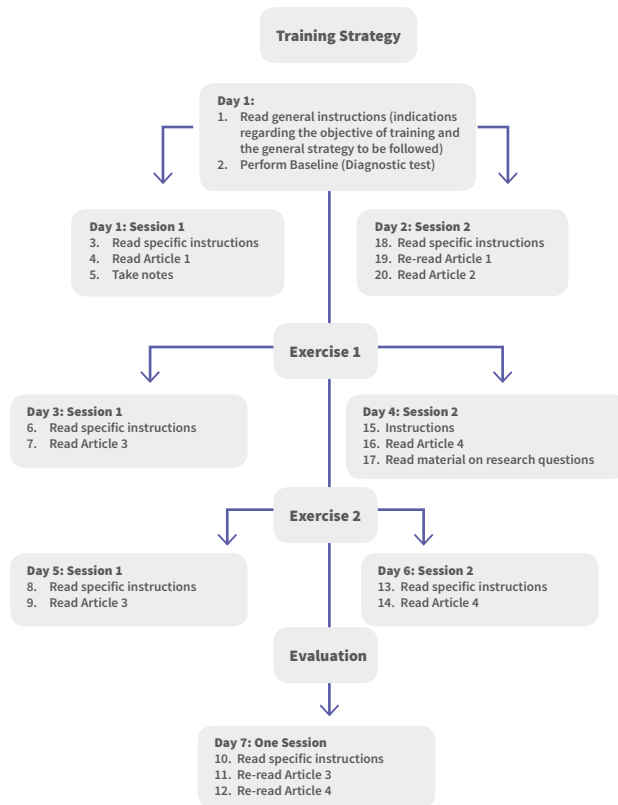 Training Strategy
Day 1:
1. Read general instructions (indications
regarding the objective of training and
the general strategy to be followed)
2. Perform Baseline (Diagnostic test)
Day 1: Session 1
3. Read specific instructions
4. Read Article 1
5. Take notes
Day 2: Session 2
18. Read specific instructions
19. Re-read Article 1
20. Read Article 2
Exercise 1
Day 3: Session 1
6. Read specific instructions
7. Read Article 3
Day 4: Session 2
15. Instructions
16. Read Article 4
17. Read material on research questions
Exercise 2
Day 5: Session 1
8. Read specific instructions
9. Read Article 3
Day 6: Session 2
13. Read specific instructions
14. Read Article 4
Evaluation
Day 7: One Session
10. Read specific instructions
11. Re-read Article 3
12. Re-read Article 4